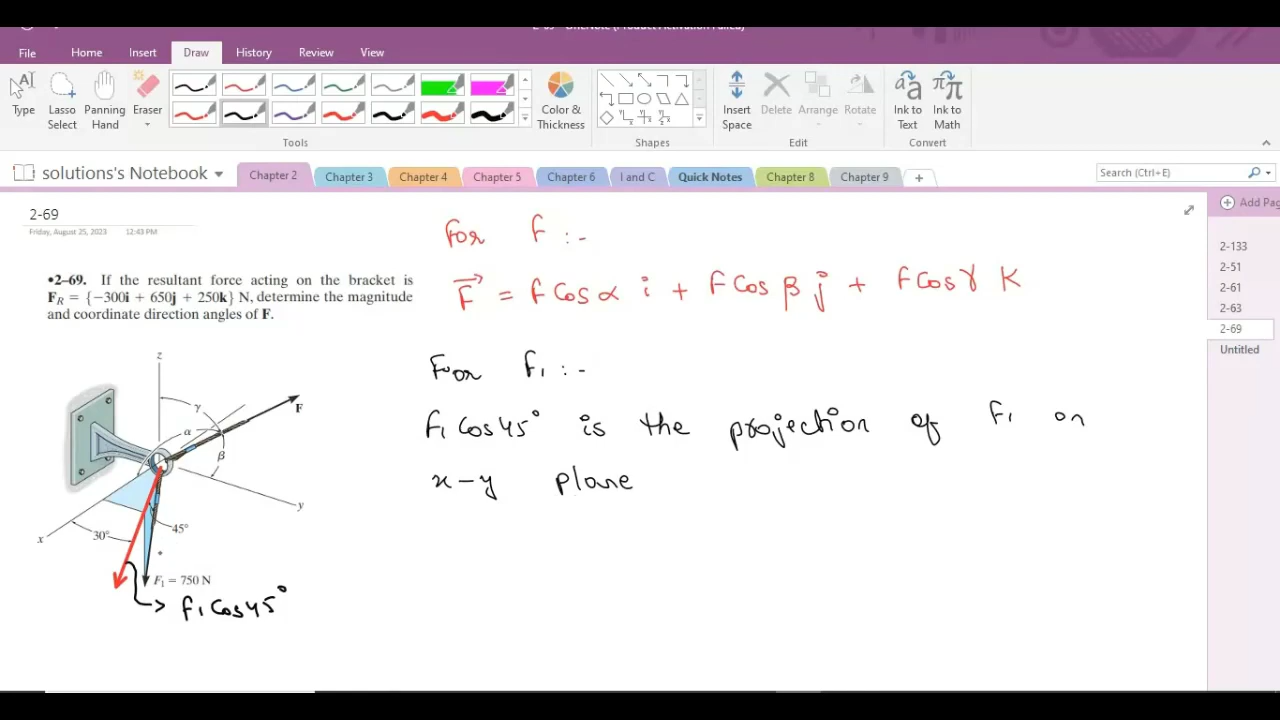 File
Home
Insert
Draw
History
Review
View
Type
Lasso
Select
Panning
Hand
Eraser
Color &
Thickness
Insert
Space
Delete
Arrange
Rotate
Ink to
Text
Ink to
Math
Tools
Shapes
Edit
Convert
solutions's Notebook
Chapter 2
Chapter 3
Chapter 4
Chapter 5
Chapter 6
I and C
Quick Notes
Chapter 8
Chapter 9
Search (Ctrl+E)
Add Pag
2-133
2-51
2-61
2-63
2-69
Untitled
2-69
Friday, August 25, 2023 12:43 PM
•2–69. If the resultant force acting on the bracket is
F_R = {−300i + 650j + 250k} N, determine the magnitude
and coordinate direction angles of F.
z
F
γ
α
β
y
x
30°
45°
F₁ = 750 N
F₁ Cos45°
For F :-
F = F Cos α i + F Cos β j + F Cos γ K
For F₁ :-
F₁ Cos45° is the projection of F₁ on
x-y plane